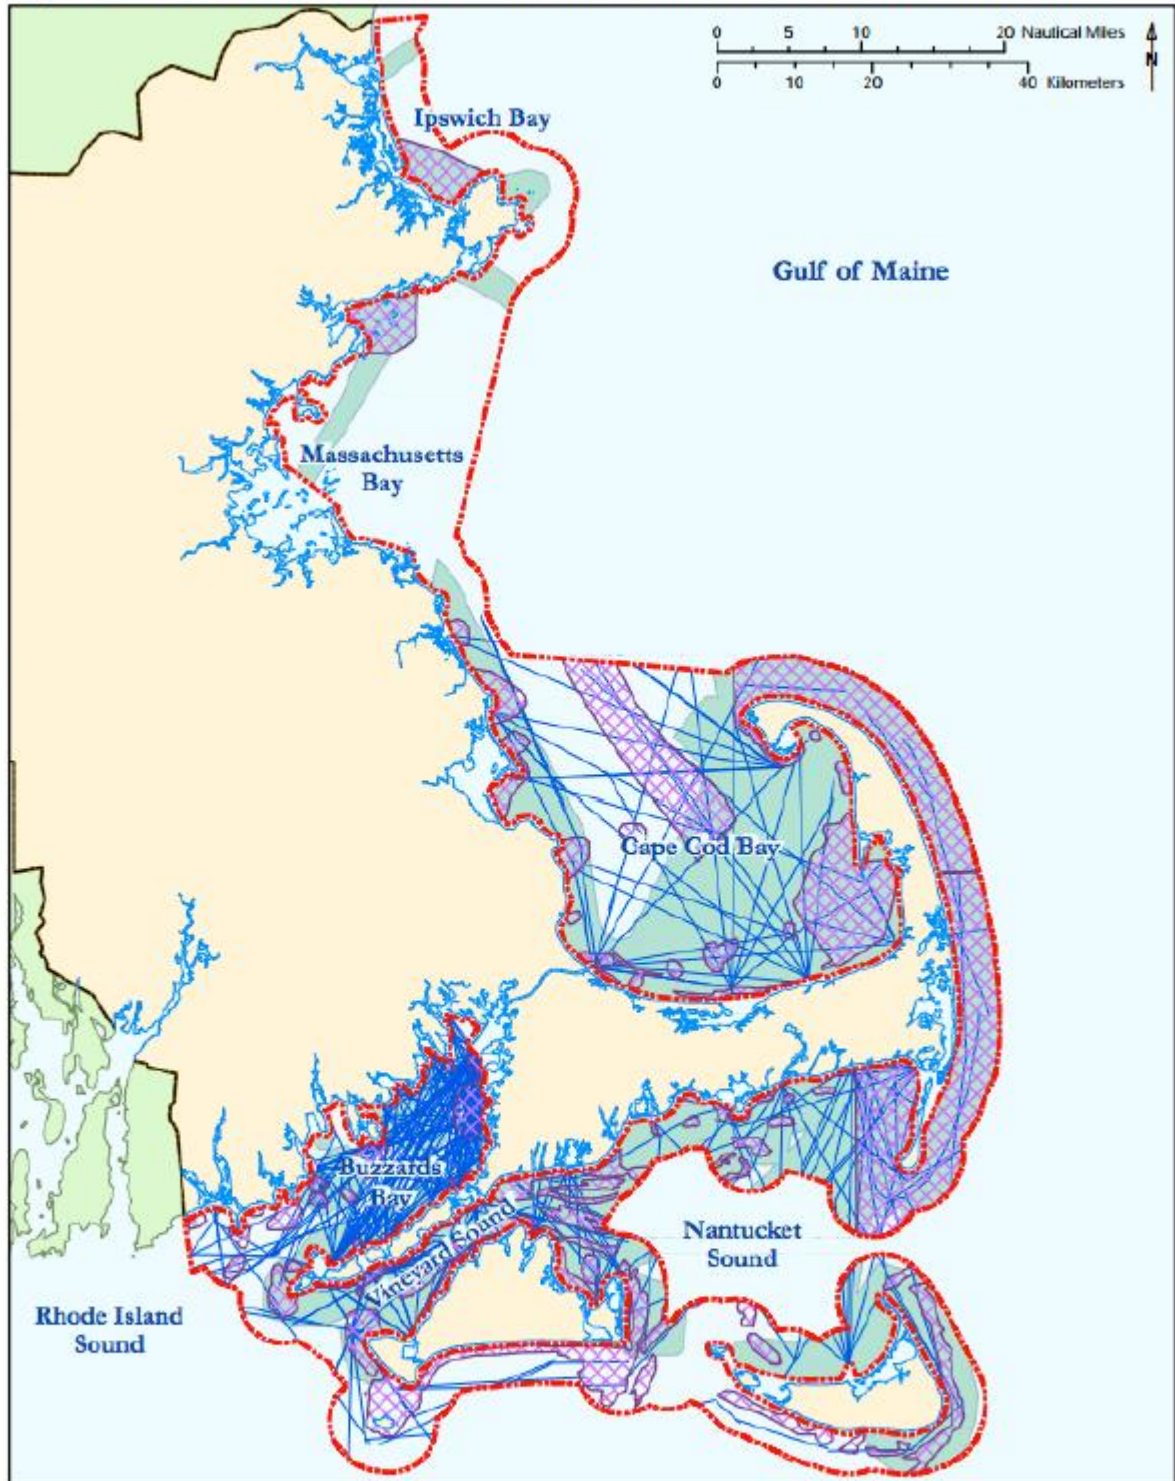 0 5 10 20 Nautical Miles
0 10 20 40 Kilometers
N
Ipswich Bay
Gulf of Maine
Massachusetts
Bay
Cape Cod Bay
Buzzards
Bay
Vineyard Sound
Nantucket
Sound
Rhode Island
Sound